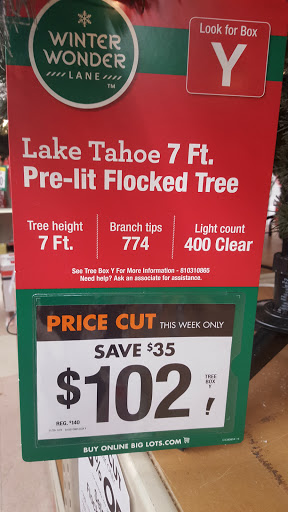 WINTER
WONDER
LANE
TM
Look for Box
Y
Lake Tahoe 7 Ft.
Pre-lit Flocked Tree
Tree height
7 Ft.
Branch tips
774
Light count
400 Clear
See Tree Box Y For More Information - 810310865
Need help? Ask an associate for assistance.
PRICE CUT THIS WEEK ONLY
SAVE $35
$102
TREE
BOX
Y
!
REG. $140
BUY ONLINE BIG LOTS.COM